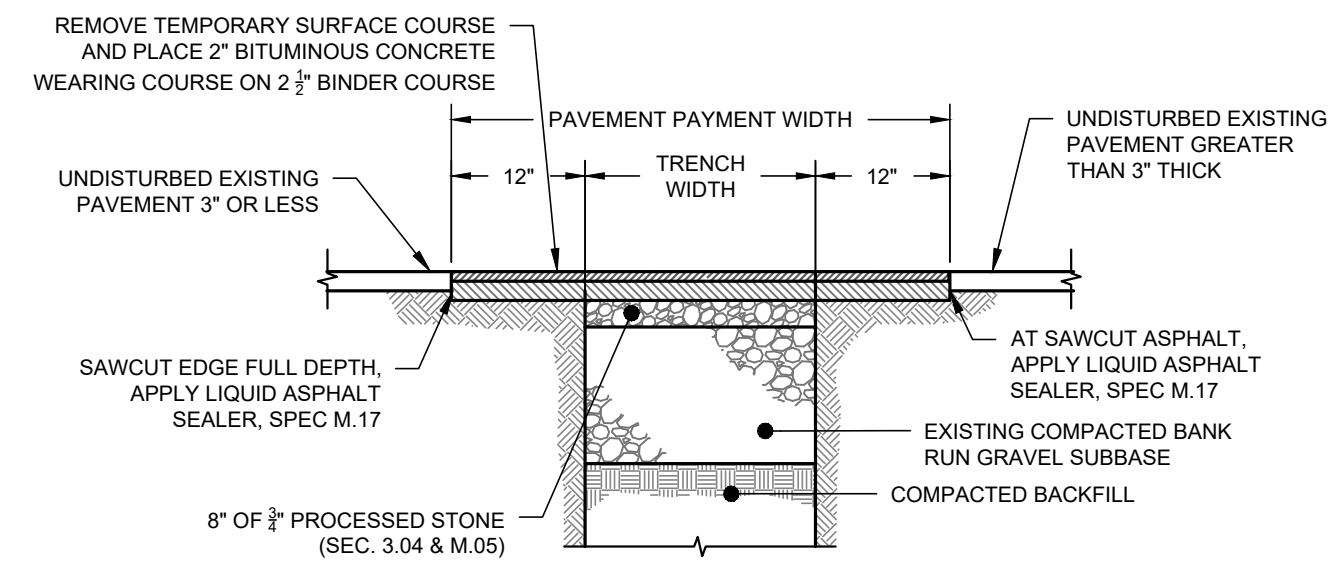 REMOVE TEMPORARY SURFACE COURSE
AND PLACE 2" BITUMINOUS CONCRETE
WEARING COURSE ON 2 1/2" BINDER COURSE
PAVEMENT PAYMENT WIDTH
UNDISTURBED EXISTING
PAVEMENT GREATER
THAN 3" THICK
UNDISTURBED EXISTING
PAVEMENT 3" OR LESS
12"
TRENCH
WIDTH
12"
SAWCUT EDGE FULL DEPTH,
APPLY LIQUID ASPHALT
SEALER, SPEC M.17
AT SAWCUT ASPHALT,
APPLY LIQUID ASPHALT
SEALER, SPEC M.17
EXISTING COMPACTED BANK
RUN GRAVEL SUBBASE
COMPACTED BACKFILL
8" OF 3/4" PROCESSED STONE
(SEC. 3.04 & M.05)